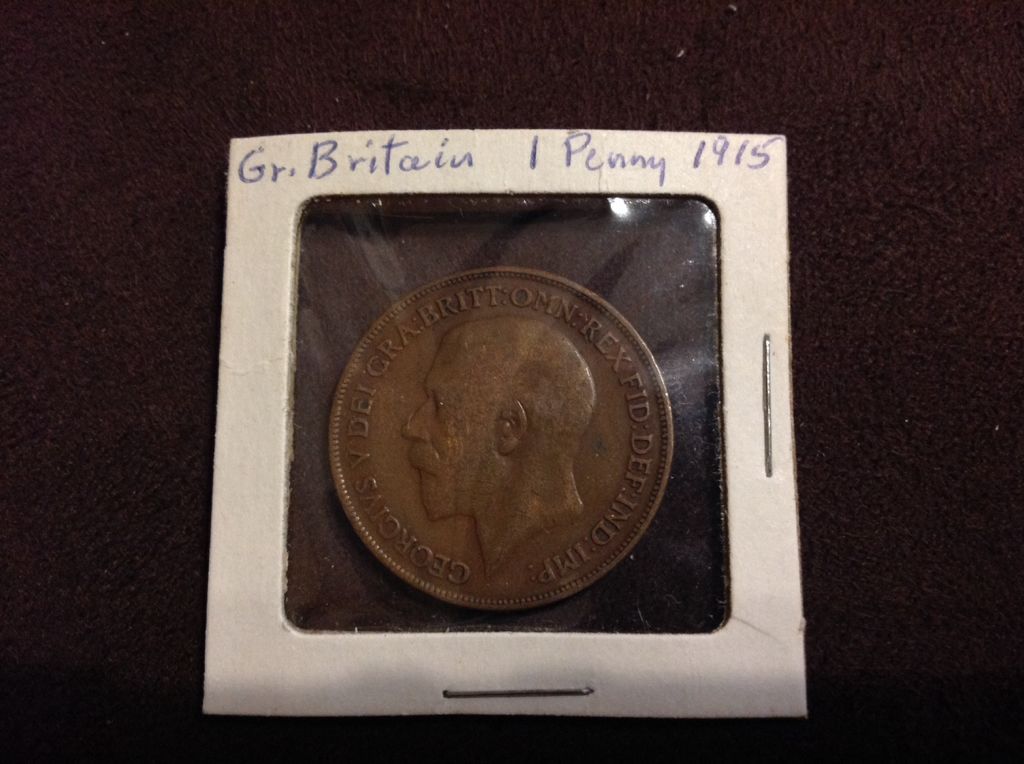 Gr. Britain 1 Penny 1915
GEORGIVS V DEI GRA:BRITT:OMN:REX FID:DEF:IND:IMP: